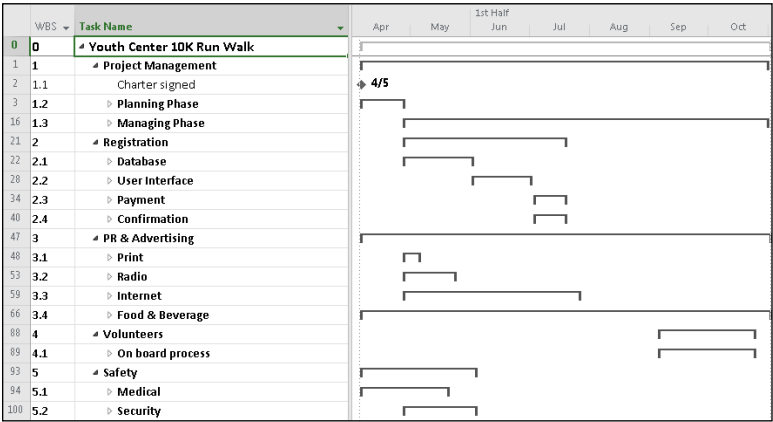 1st Half
WBS Task Name Apr May Jun Jul Aug Sep Oct
0 0 Youth Center 10K Run Walk
1 1 Project Management
2 1.1 Charter signed 4/5
3 1.2 Planning Phase
16 1.3 Managing Phase
21 2 Registration
22 2.1 Database
28 2.2 User Interface
34 2.3 Payment
40 2.4 Confirmation
47 3 PR & Advertising
48 3.1 Print
53 3.2 Radio
59 3.3 Internet
66 3.4 Food & Beverage
88 4 Volunteers
89 4.1 On board process
93 5 Safety
94 5.1 Medical
100 5.2 Security